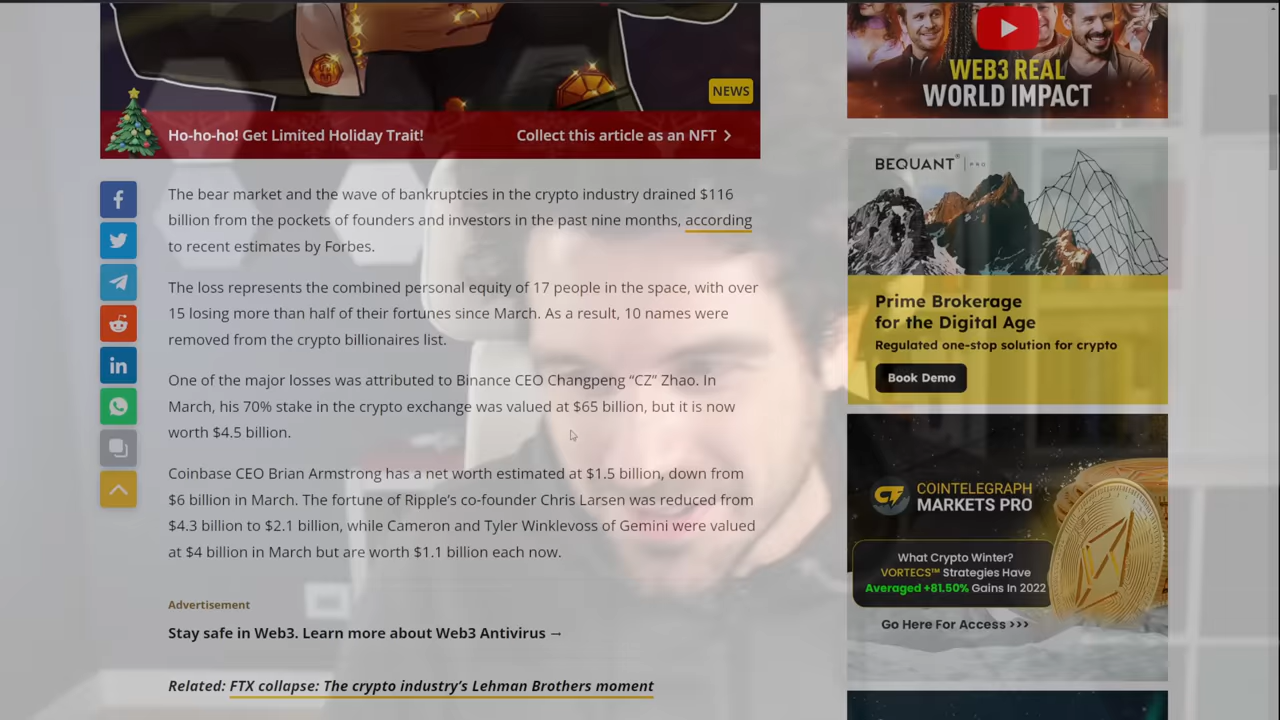 NEWS
Ho-ho-ho! Get Limited Holiday Trait!
Collect this article as an NFT
The bear market and the wave of bankruptcies in the crypto industry drained $116
billion from the pockets of founders and investors in the past nine months, according
to recent estimates by Forbes.
The loss represents the combined personal equity of 17 people in the space, with over
15 losing more than half of their fortunes since March. As a result, 10 names were
removed from the crypto billionaires list.
One of the major losses was attributed to Binance CEO Changpeng “CZ” Zhao. In
March, his 70% stake in the crypto exchange was valued at $65 billion, but it is now
worth $4.5 billion.
Coinbase CEO Brian Armstrong has a net worth estimated at $1.5 billion, down from
$6 billion in March. The fortune of Ripple’s co-founder Chris Larsen was reduced from
$4.3 billion to $2.1 billion, while Cameron and Tyler Winklevoss of Gemini were valued
at $4 billion in March but are worth $1.1 billion each now.
Advertisement
Stay safe in Web3. Learn more about Web3 Antivirus →
Related: FTX collapse: The crypto industry’s Lehman Brothers moment
WEB3 REAL
WORLD IMPACT
BEQUANT® | PRO
Prime Brokerage
for the Digital Age
Regulated one-stop solution for crypto
Book Demo
COINTELEGRAPH
MARKETS PRO
What Crypto Winter?
VORTECS™ Strategies Have
Averaged +81.50% Gains In 2022
Go Here For Access >>>